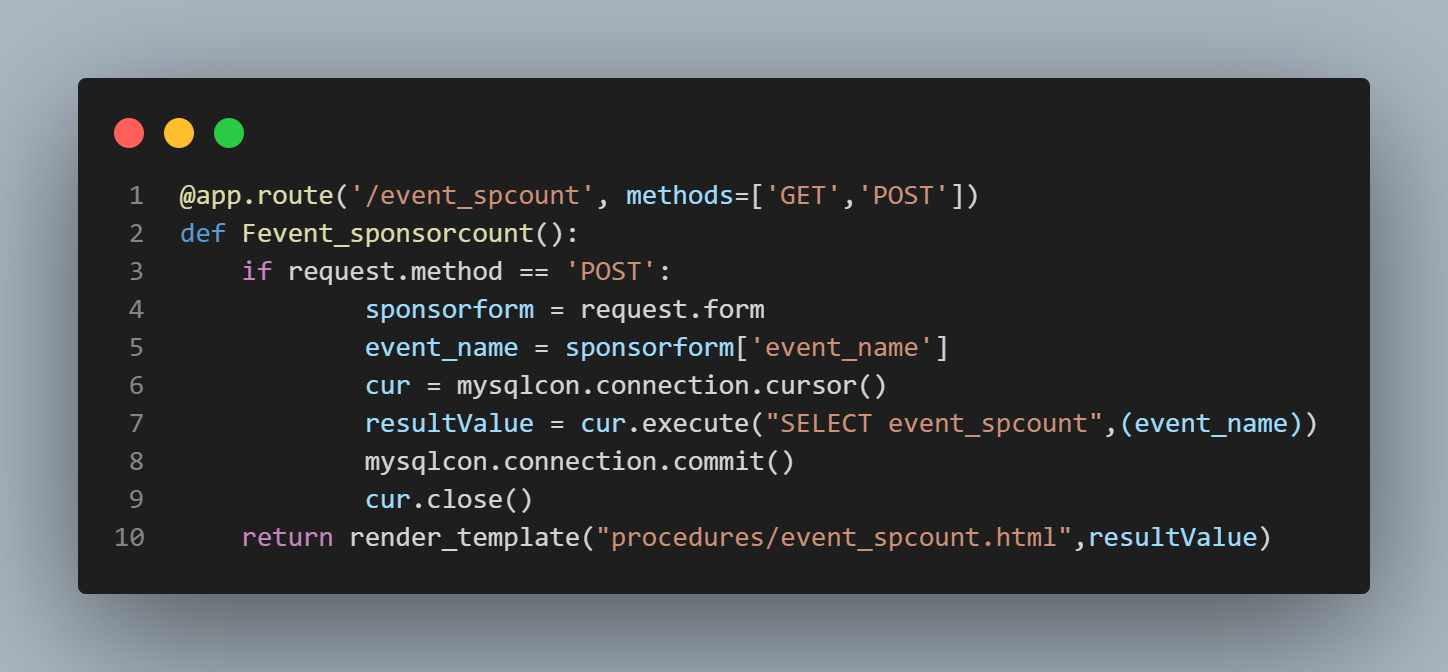 1 @app.route('/event_spcount', methods=['GET','POST'])
2 def Fevent_sponsorcount():
3     if request.method == 'POST':
4             sponsorform = request.form
5             event_name = sponsorform['event_name']
6             cur = mysqlcon.connection.cursor()
7             resultValue = cur.execute("SELECT event_spcount",(event_name))
8             mysqlcon.connection.commit()
9             cur.close()
10     return render_template("procedures/event_spcount.html",resultValue)